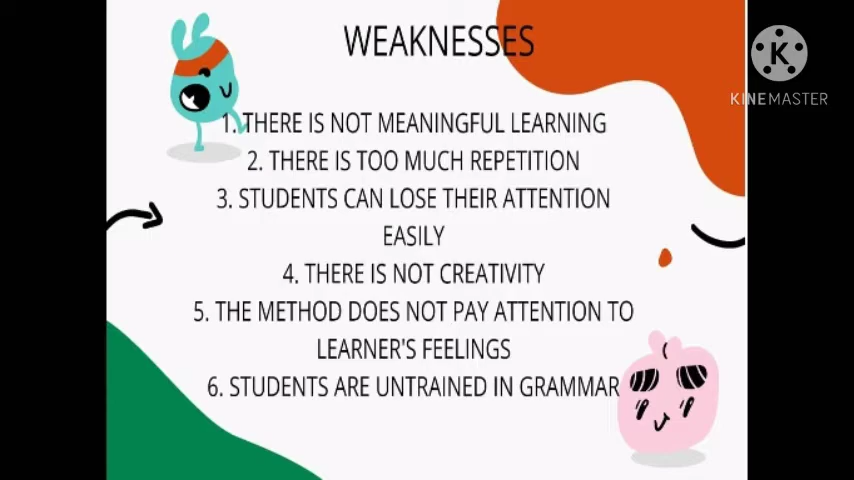 WEAKNESSES
K
KINEMASTER
1. THERE IS NOT MEANINGFUL LEARNING
2. THERE IS TOO MUCH REPETITION
3. STUDENTS CAN LOSE THEIR ATTENTION
EASILY
4. THERE IS NOT CREATIVITY
5. THE METHOD DOES NOT PAY ATTENTION TO
LEARNER'S FEELINGS
6. STUDENTS ARE UNTRAINED IN GRAMMAR